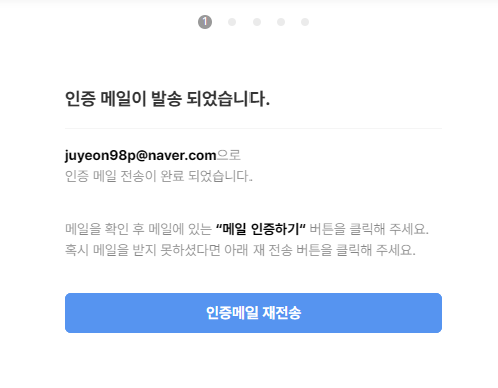 1
인증 메일이 발송 되었습니다.
juyeon98p@naver.com으로
인증 메일 전송이 완료 되었습니다.
메일을 확인 후 메일에 있는 “메일 인증하기“ 버튼을 클릭해 주세요.
혹시 메일을 받지 못하셨다면 아래 재 전송 버튼을 클릭해 주세요.
인증메일 재전송